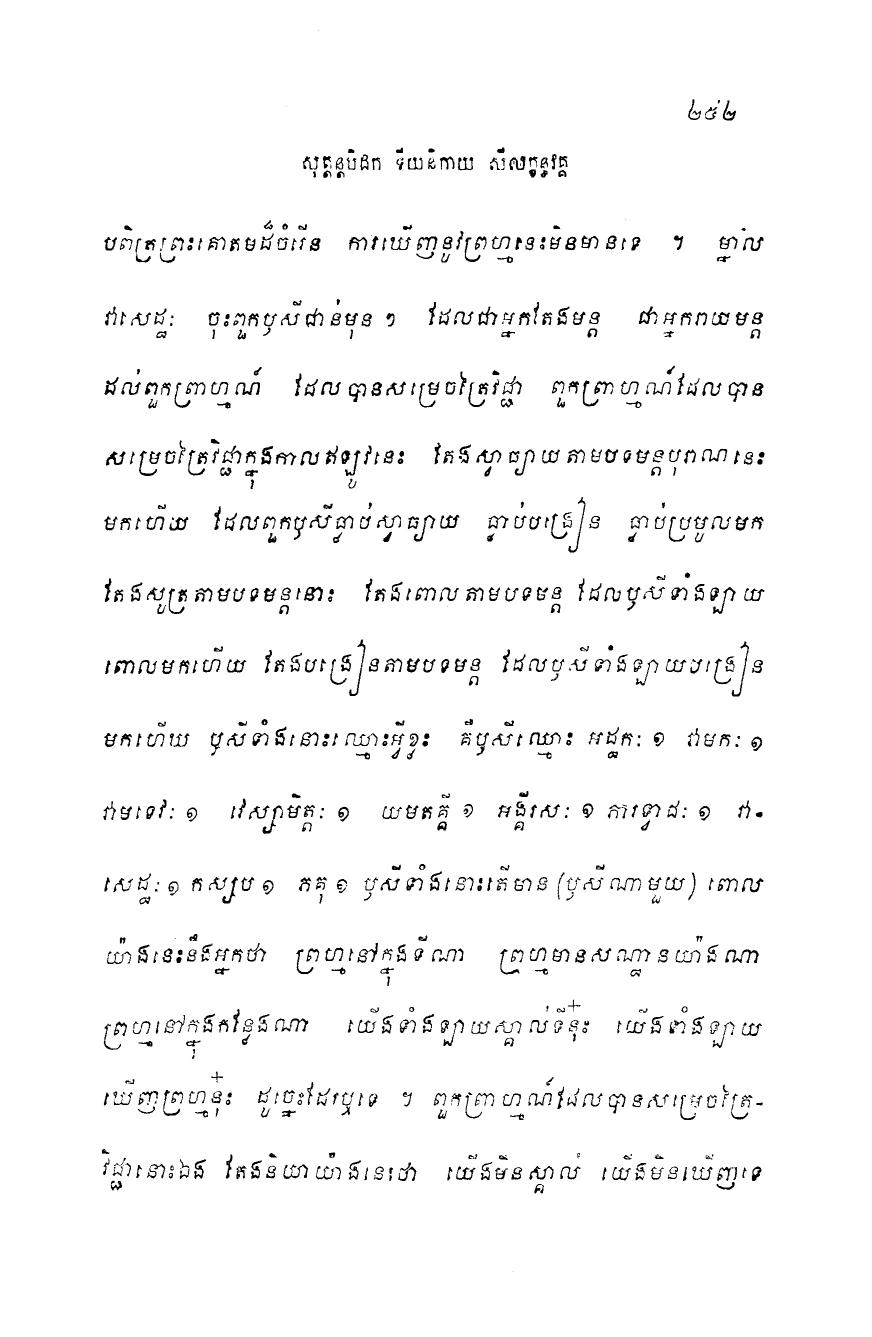 ២៥២
សុត្តន្តបិដក ទីឃនិកាយ សីលក្ខន្ធវគ្គ
បពិត្រព្រះគោតមដ៏ចំរើន ការឃើញនូវព្រហ្មនេះមិនមានទេ ។ ម្នាល
វាសេដ្ឋៈ ចុះពួកឫសីជាន់មុន ៗ ដែលជាអ្នកតែងមន្ត ជាអ្នករាយមន្ត
ដល់ពួកព្រាហ្មណ៍ ដែលបានសម្រេចត្រៃវិជ្ជា ពួកព្រាហ្មណ៍ដែលបាន
សម្រេចត្រៃវិជ្ជាក្នុងកាលឥឡូវនេះ តែងស្វាធ្យាយតាមបទមន្តបុរាណនេះ
មកហើយ ដែលពួកឫសីធ្លាប់ស្វាធ្យាយ ធ្លាប់បង្រៀន ធ្លាប់ប្រមូលមក
តែងសូត្រតាមបទមន្តនោះ តែងពោលតាមបទមន្ត ដែលឫសីទាំងឡាយ
ពោលមកហើយ តែងបង្រៀនតាមបទមន្ត ដែលឫសីទាំងឡាយបង្រៀន
មកហើយ ឫសីទាំងនោះឈ្មោះអ្វីខ្លះ គឺឫសីឈ្មោះ អដ្ឋកៈ ១ វាមកៈ ១
វាមទេវៈ ១ វេស្សាមិត្តៈ ១ យមតគ្គី ១ អង្គីរសៈ ១ ភារទ្វាជៈ ១ វា-
សេដ្ឋៈ ១ កស្សប ១ ភគុ ១ ឫសីទាំងនោះតើមាន (ឫសីណាមួយ) ពោល
យ៉ាងនេះនឹងអ្នកថា ព្រហ្មនៅក្នុងទីណា ព្រហ្មមានសណ្ឋានយ៉ាងណា
ព្រហ្មនៅក្នុងកន្លែងណា យើងទាំងឡាយស្គាល់ទីនុ៎ះ យើងទាំងឡាយ
ឃើញព្រហ្មនុ៎ះ ដូច្នេះដែរឬទេ ។ ពួកព្រាហ្មណ៍ដែលបានសម្រេចត្រៃ-
វិជ្ជានោះឯង តែងនិយាយ៉ាងនេះថា យើងមិនស្គាល់ យើងមិនឃើញទេ